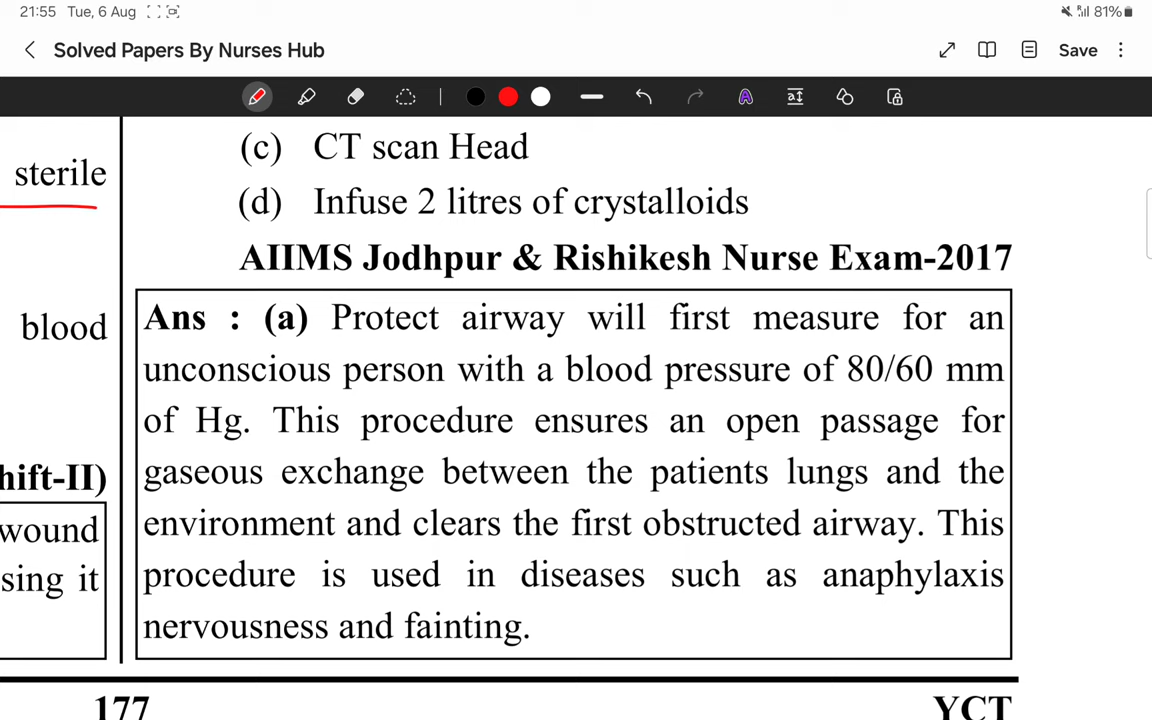 21:55 Tue, 6 Aug
81%
Solved Papers By Nurses Hub
Save
sterile
blood
hift-II)
wound
sing it
(c) CT scan Head
(d) Infuse 2 litres of crystalloids
AIIMS Jodhpur & Rishikesh Nurse Exam-2017
Ans : (a) Protect airway will first measure for an
unconscious person with a blood pressure of 80/60 mm
of Hg. This procedure ensures an open passage for
gaseous exchange between the patients lungs and the
environment and clears the first obstructed airway. This
procedure is used in diseases such as anaphylaxis
nervousness and fainting.
177
YCT